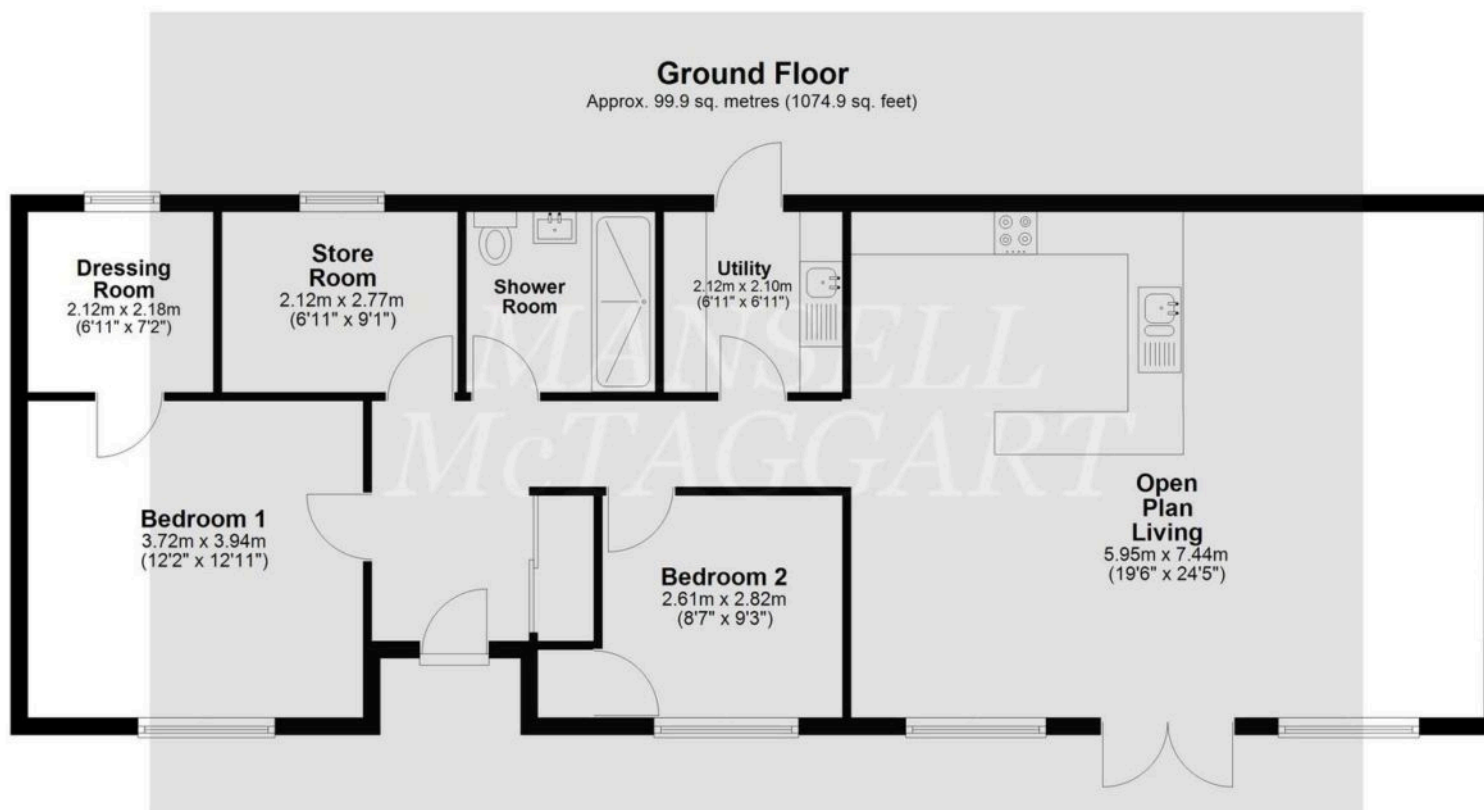 Ground Floor
Approx. 99.9 sq. metres (1074.9 sq. feet)
Dressing
Room
2.12m x 2.18m
(6'11" x 7'2")
Store
Room
2.12m x 2.77m
(6'11" x 9'1")
Shower
Room
Utility
2.12m x 2.10m
(6'11" x 6'11")
MANSELL
McTAGGART
Bedroom 1
3.72m x 3.94m
(12'2" x 12'11")
Bedroom 2
2.61m x 2.82m
(8'7" x 9'3")
Open
Plan
Living
5.95m x 7.44m
(19'6" x 24'5")